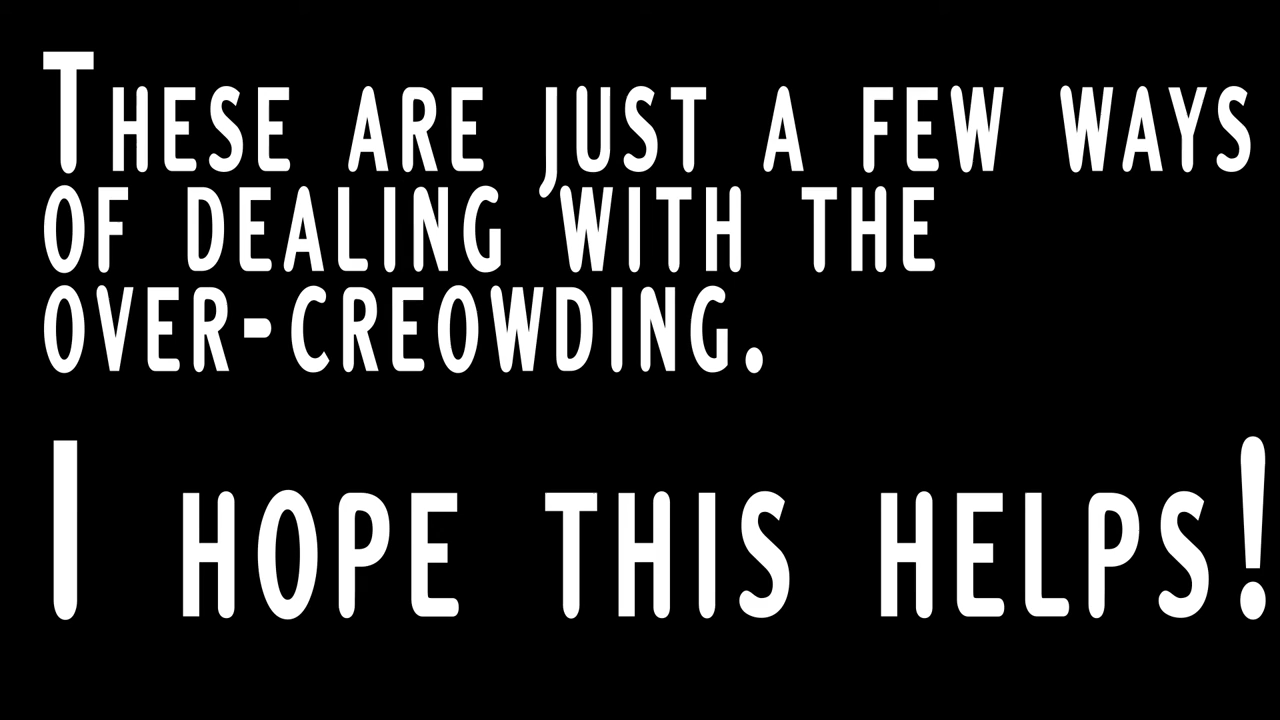 These are just a few ways
of dealing with the
over-creowding.
I hope this helps!